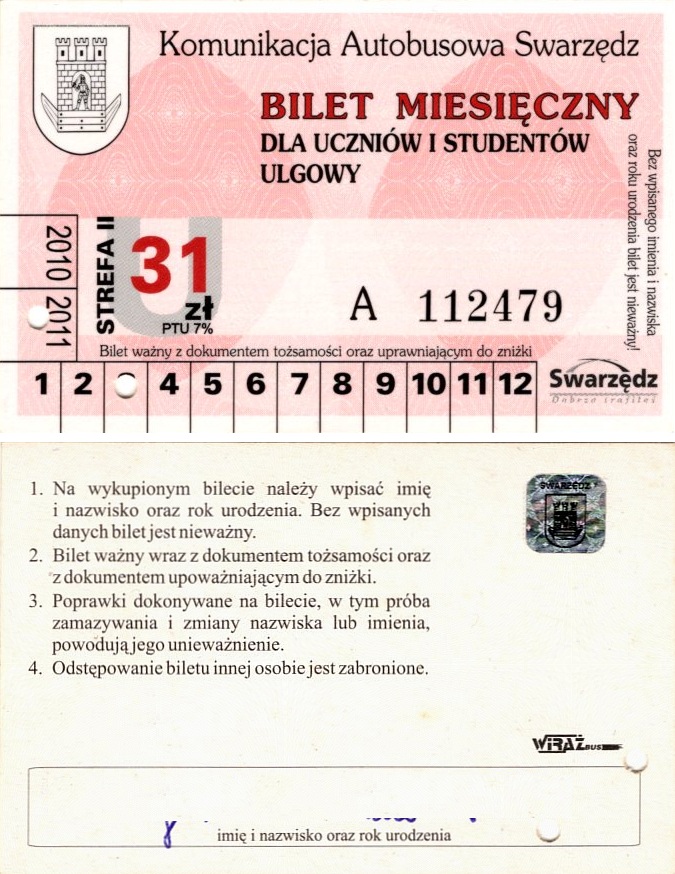 Komunikacja Autobusowa Swarzędz
BILET MIESIĘCZNY
DLA UCZNIÓW I STUDENTÓW
ULGOWY
Bez wpisanego imienia i nazwiska
oraz roku urodzenia bilet jest nieważny!
2010
2011
STREFA II
U
31
zł
PTU 7%
A 112479
Bilet ważny z dokumentem tożsamości oraz uprawniającym do zniżki
1 2 4 5 6 7 8 9 10 11 12
Swarzędz
Dobrze trafiłeś
1. Na wykupionym bilecie należy wpisać imię
i nazwisko oraz rok urodzenia. Bez wpisanych
danych bilet jest nieważny.
2. Bilet ważny wraz z dokumentem tożsamości oraz
z dokumentem upoważniającym do zniżki.
3. Poprawki dokonywane na bilecie, w tym próba
zamazywania i zmiany nazwiska lub imienia,
powodują jego unieważnienie.
4. Odstępowanie biletu innej osobie jest zabronione.
SWARZĘDZ
WIRAŻ BUS
imię i nazwisko oraz rok urodzenia